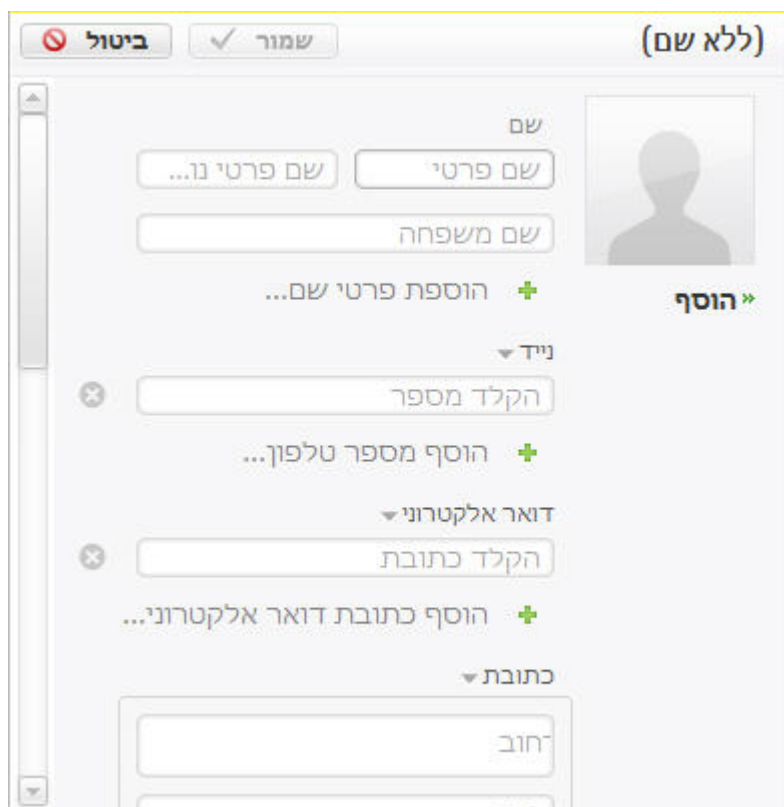 (ללא שם) שמור ביטול
שם
שם פרטי שם פרטי נו...
שם משפחה
הוספת פרטי שם...
הוסף
נייד
הקלד מספר
הוסף מספר טלפון...
דואר אלקטרוני
הקלד כתובת
הוסף כתובת דואר אלקטרוני...
כתובת
רחוב